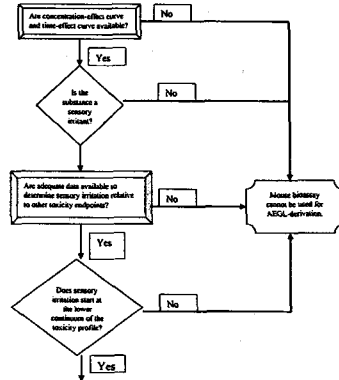 Are concentration-effect curve
and time-effect curve available?
No
Yes
Is the
substance a
sensory
irritant?
No
Are adequate data available to
determine sensory irritation relative
to other toxicity endpoints?
No
Mouse bioassay
cannot be used for
AEGL-derivation.
Yes
Does sensory
irritation start at
the lower
continuum of the
toxicity profile?
No
Yes